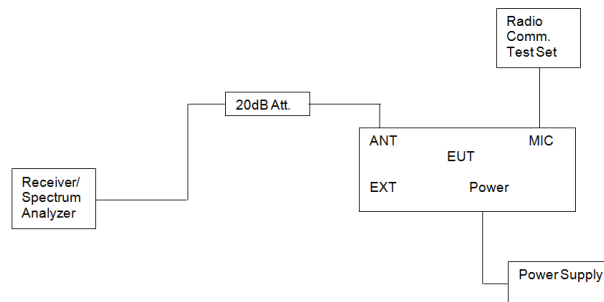 Radio
Comm.
Test Set
20dB Att.
ANT
MIC
EUT
EXT
Power
Receiver/
Spectrum
Analyzer
Power Supply